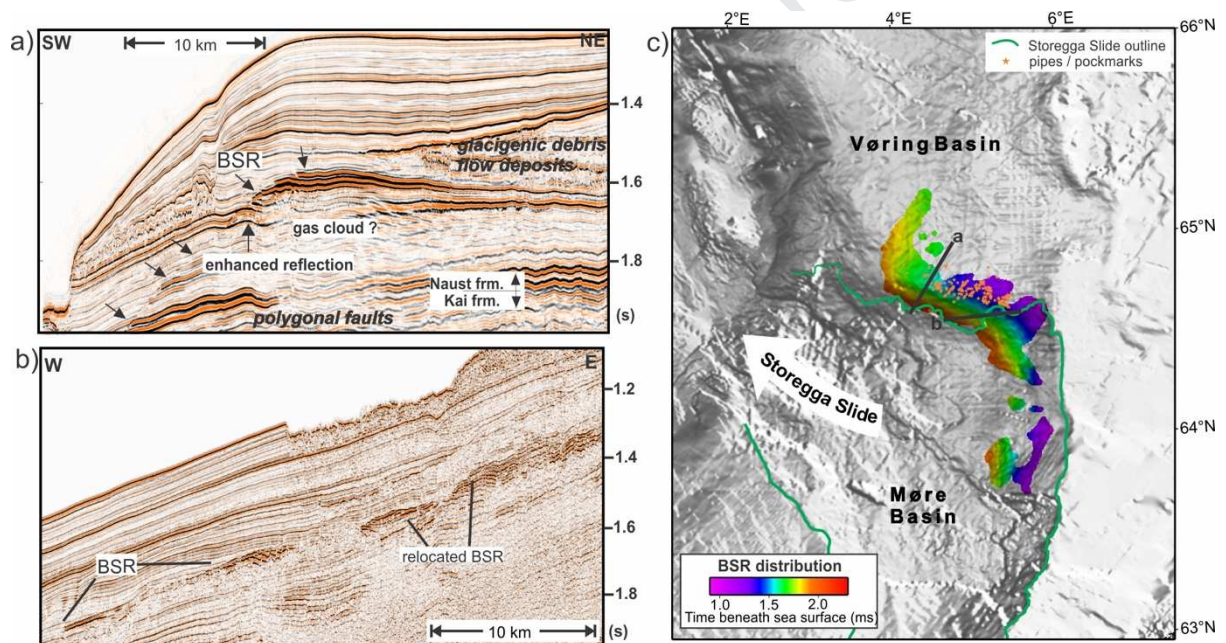 a)
SW
10 km
NE
1.4
glacigenic debris
flow deposits
BSR
1.6
gas cloud ?
enhanced reflection
1.8
Naust frm.
Kai frm.
polygonal faults
(s)
b)
W
E
1.2
1.4
1.6
relocated BSR
BSR
1.8
10 km
(s)
c)
2°E
4°E
6°E
66°N
Storegga Slide outline
pipes / pockmarks
Vøring Basin
65°N
a
b
Storegga Slide
64°N
Møre
Basin
BSR distribution
1.0 1.5 2.0
Time beneath sea surface (ms)
63°N